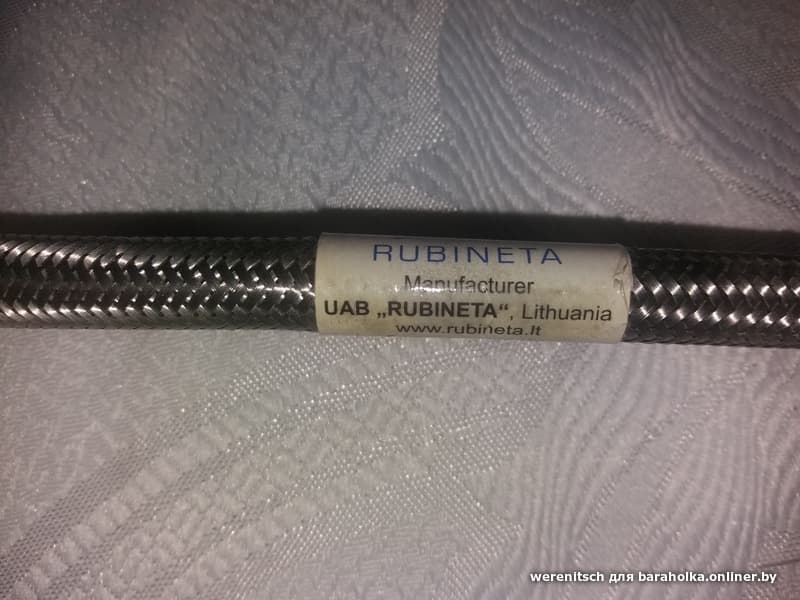 RUBINETA
Manufacturer
UAB „RUBINETA“, Lithuania
www.rubineta.lt
werenitsch для baraholka.onliner.by